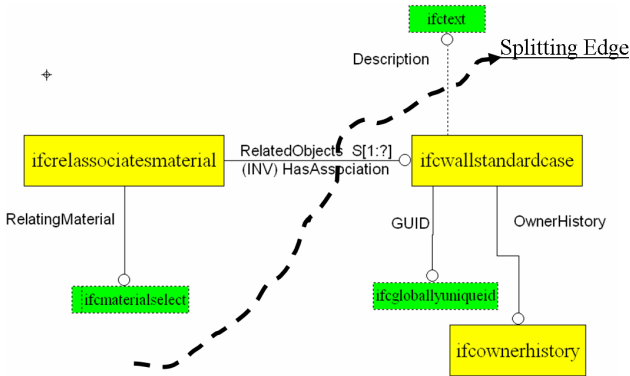 ifctext
Splitting Edge
Description
ifcrelassociatesmaterial
RelatedObjects S[1:?]
(INV) HasAssociation
ifcwallstandardcase
RelatingMaterial
GUID
OwnerHistory
ifcmaterialselect
ifcgloballyuniqueid
ifcownerhistory